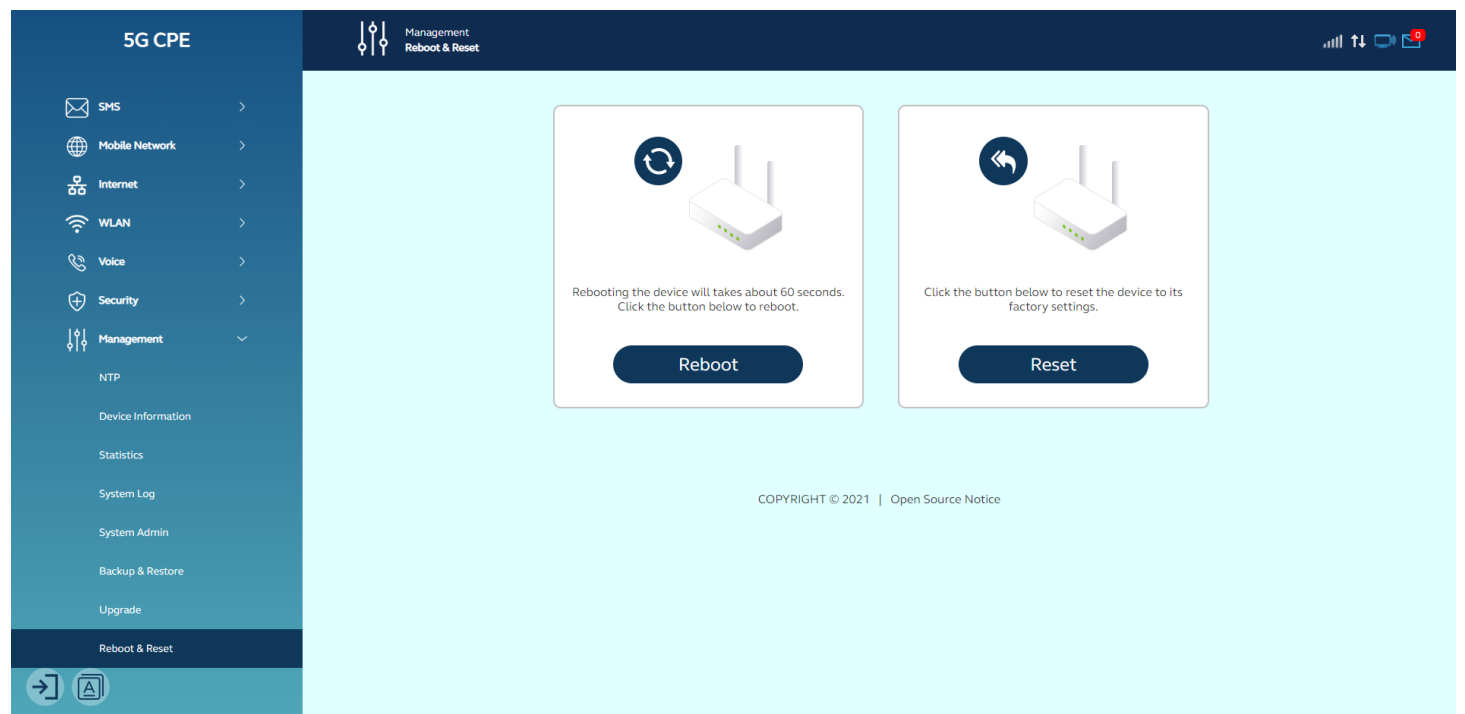 5G CPE
Management
Reboot & Reset
0
SMS
Mobile Network
Internet
WLAN
Voice
Security
Management
NTP
Device Information
Statistics
System Log
System Admin
Backup & Restore
Upgrade
Reboot & Reset
A
Rebooting the device will takes about 60 seconds.
Click the button below to reboot.
Reboot
Click the button below to reset the device to its
factory settings.
Reset
COPYRIGHT © 2021 | Open Source Notice